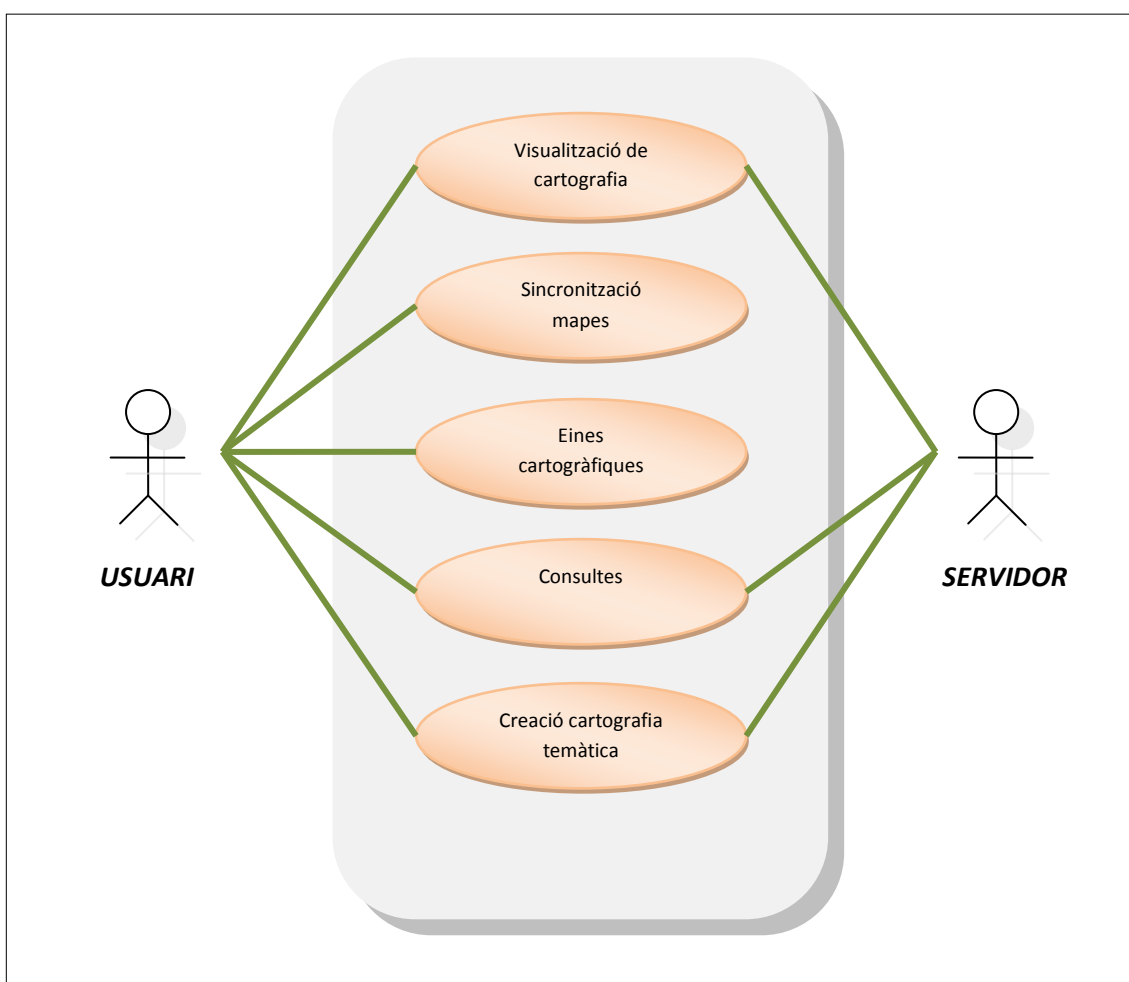 Visualització de
cartografia
Sincronització
mapes
Eines
cartogràfiques
Consultes
Creació cartografia
temàtica
USUARI
SERVIDOR